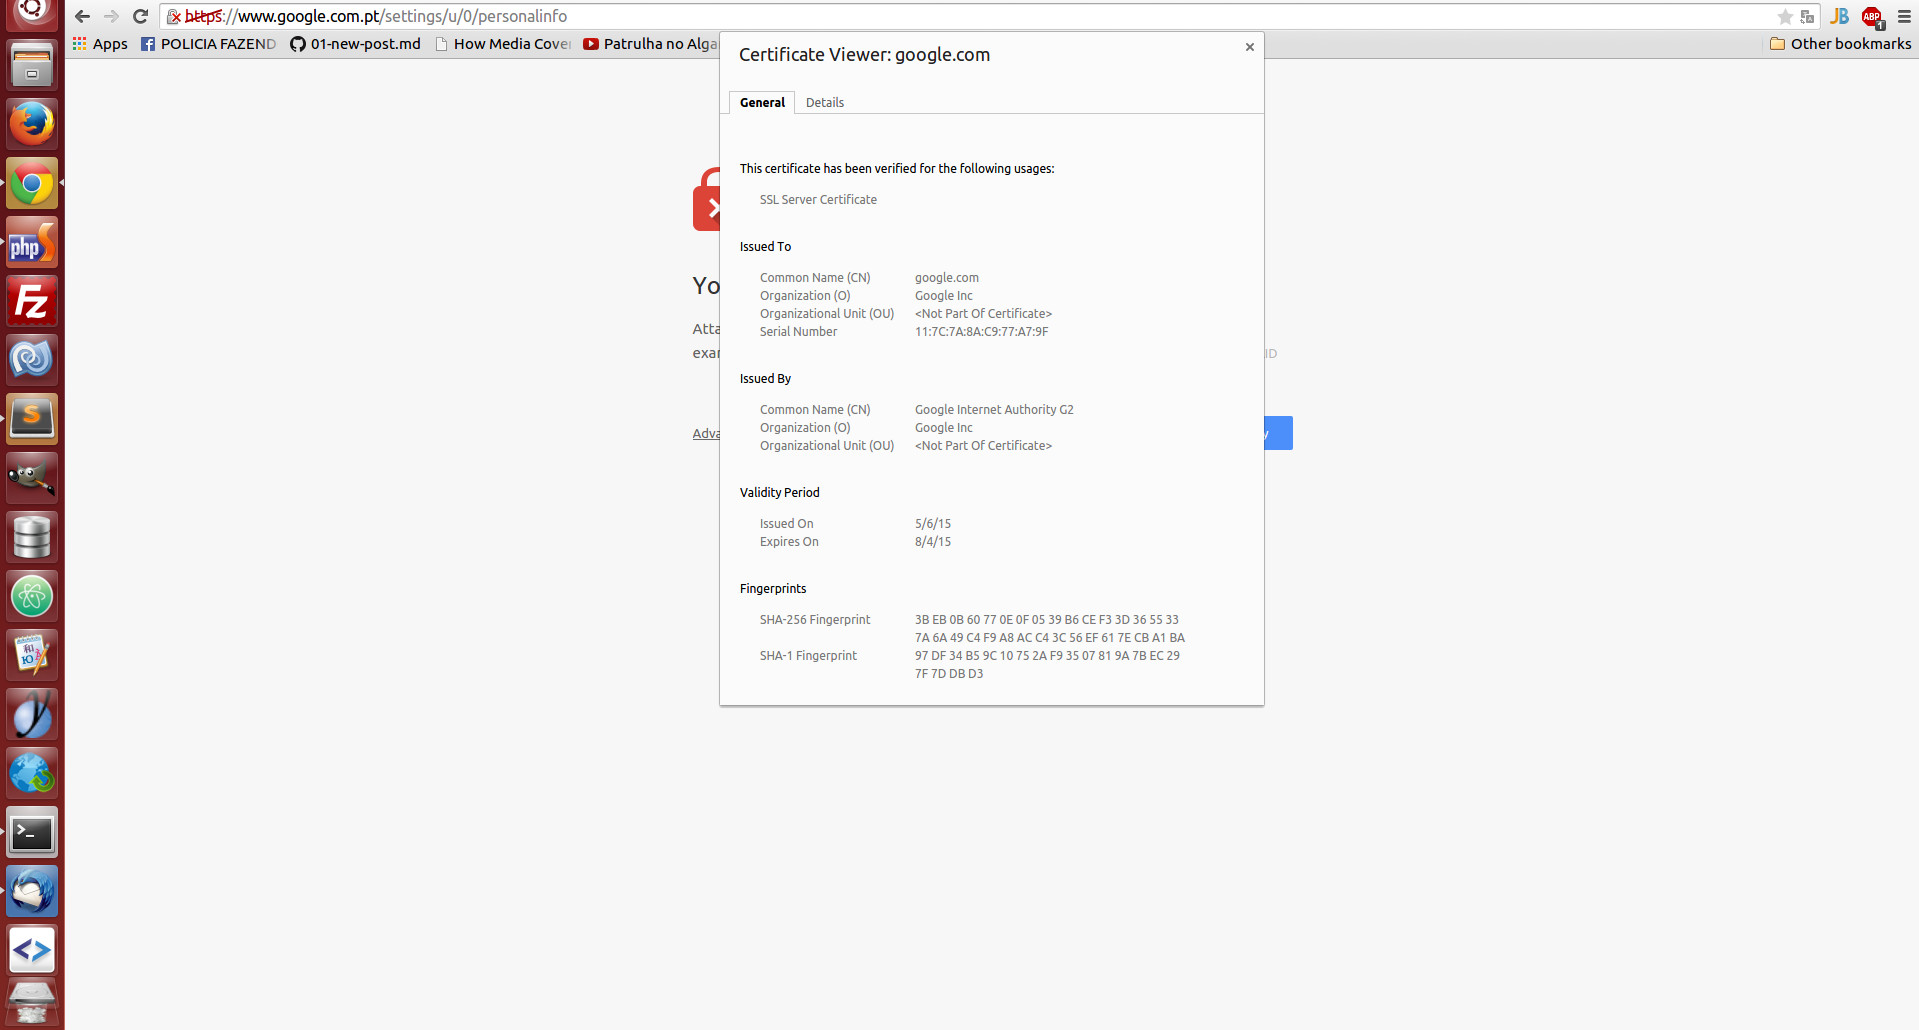 https://www.google.com.pt/settings/u/0/personalinfo
JB
ABP
1
Apps
POLICIA FAZEND
01-new-post.md
How Media Cove
Patrulha no Alga
Other bookmarks
Certificate Viewer: google.com
General
Details
This certificate has been verified for the following usages:
SSL Server Certificate
Issued To
Common Name (CN) google.com
Organization (O) Google Inc
Organizational Unit (OU) <Not Part Of Certificate>
Serial Number 11:7C:7A:8A:C9:77:A7:9F
Issued By
Common Name (CN) Google Internet Authority G2
Organization (O) Google Inc
Organizational Unit (OU) <Not Part Of Certificate>
Validity Period
Issued On 5/6/15
Expires On 8/4/15
Fingerprints
SHA-256 Fingerprint 3B EB 0B 60 77 0E 0F 05 39 B6 CE F3 3D 36 55 33
7A 6A 49 C4 F9 A8 AC C4 3C 56 EF 61 7E CB A1 BA
SHA-1 Fingerprint 97 DF 34 B5 9C 10 75 2A F9 35 07 81 9A 7B EC 29
7F 7D DB D3
Yo
Atta
exar
ID
Adva
y
php S
Fz
S
>_
<>